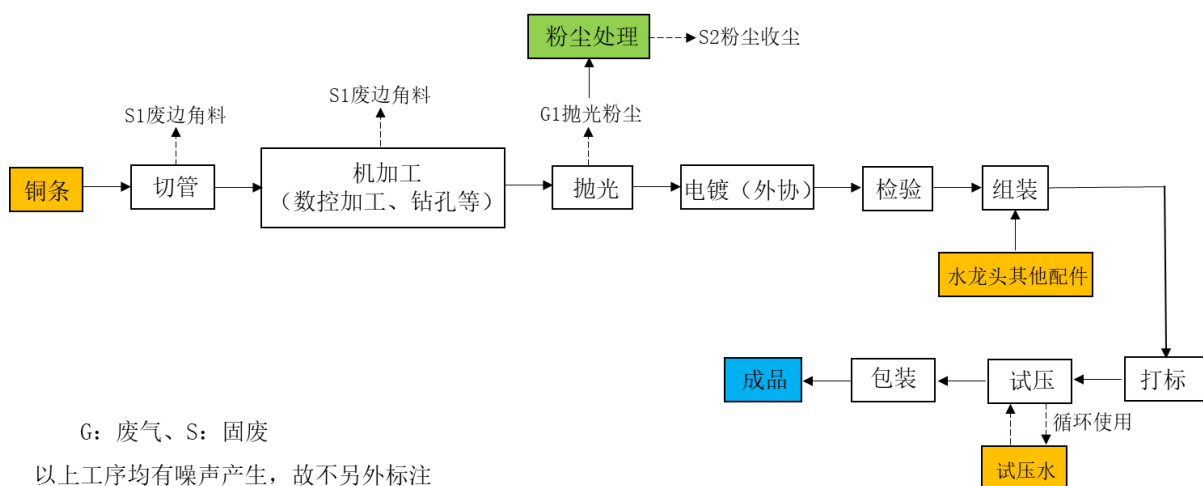 粉尘处理
S2粉尘收尘
S1废边角料
S1废边角料
G1抛光粉尘
铜条
切管
机加工
（数控加工、钻孔等）
抛光
电镀（外协）
检验
组装
水龙头其他配件
成品
包装
试压
打标
循环使用
试压水
G：废气、S：固废
以上工序均有噪声产生，故不另外标注